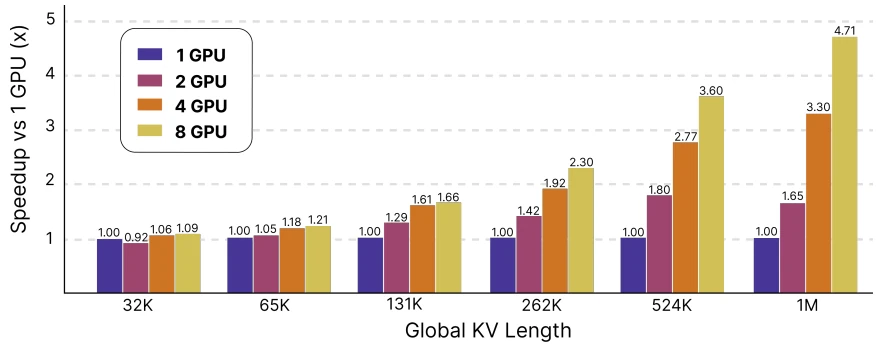 Speedup vs 1 GPU (x)
5
4
3
2
1
1 GPU
2 GPU
4 GPU
8 GPU
1.00 0.92 1.06 1.09
1.00 1.05 1.18 1.21
1.00 1.29 1.61 1.66
1.00 1.42 1.92 2.30
1.00 1.80 2.77 3.60
1.00 1.65 3.30 4.71
32K 65K 131K 262K 524K 1M
Global KV Length